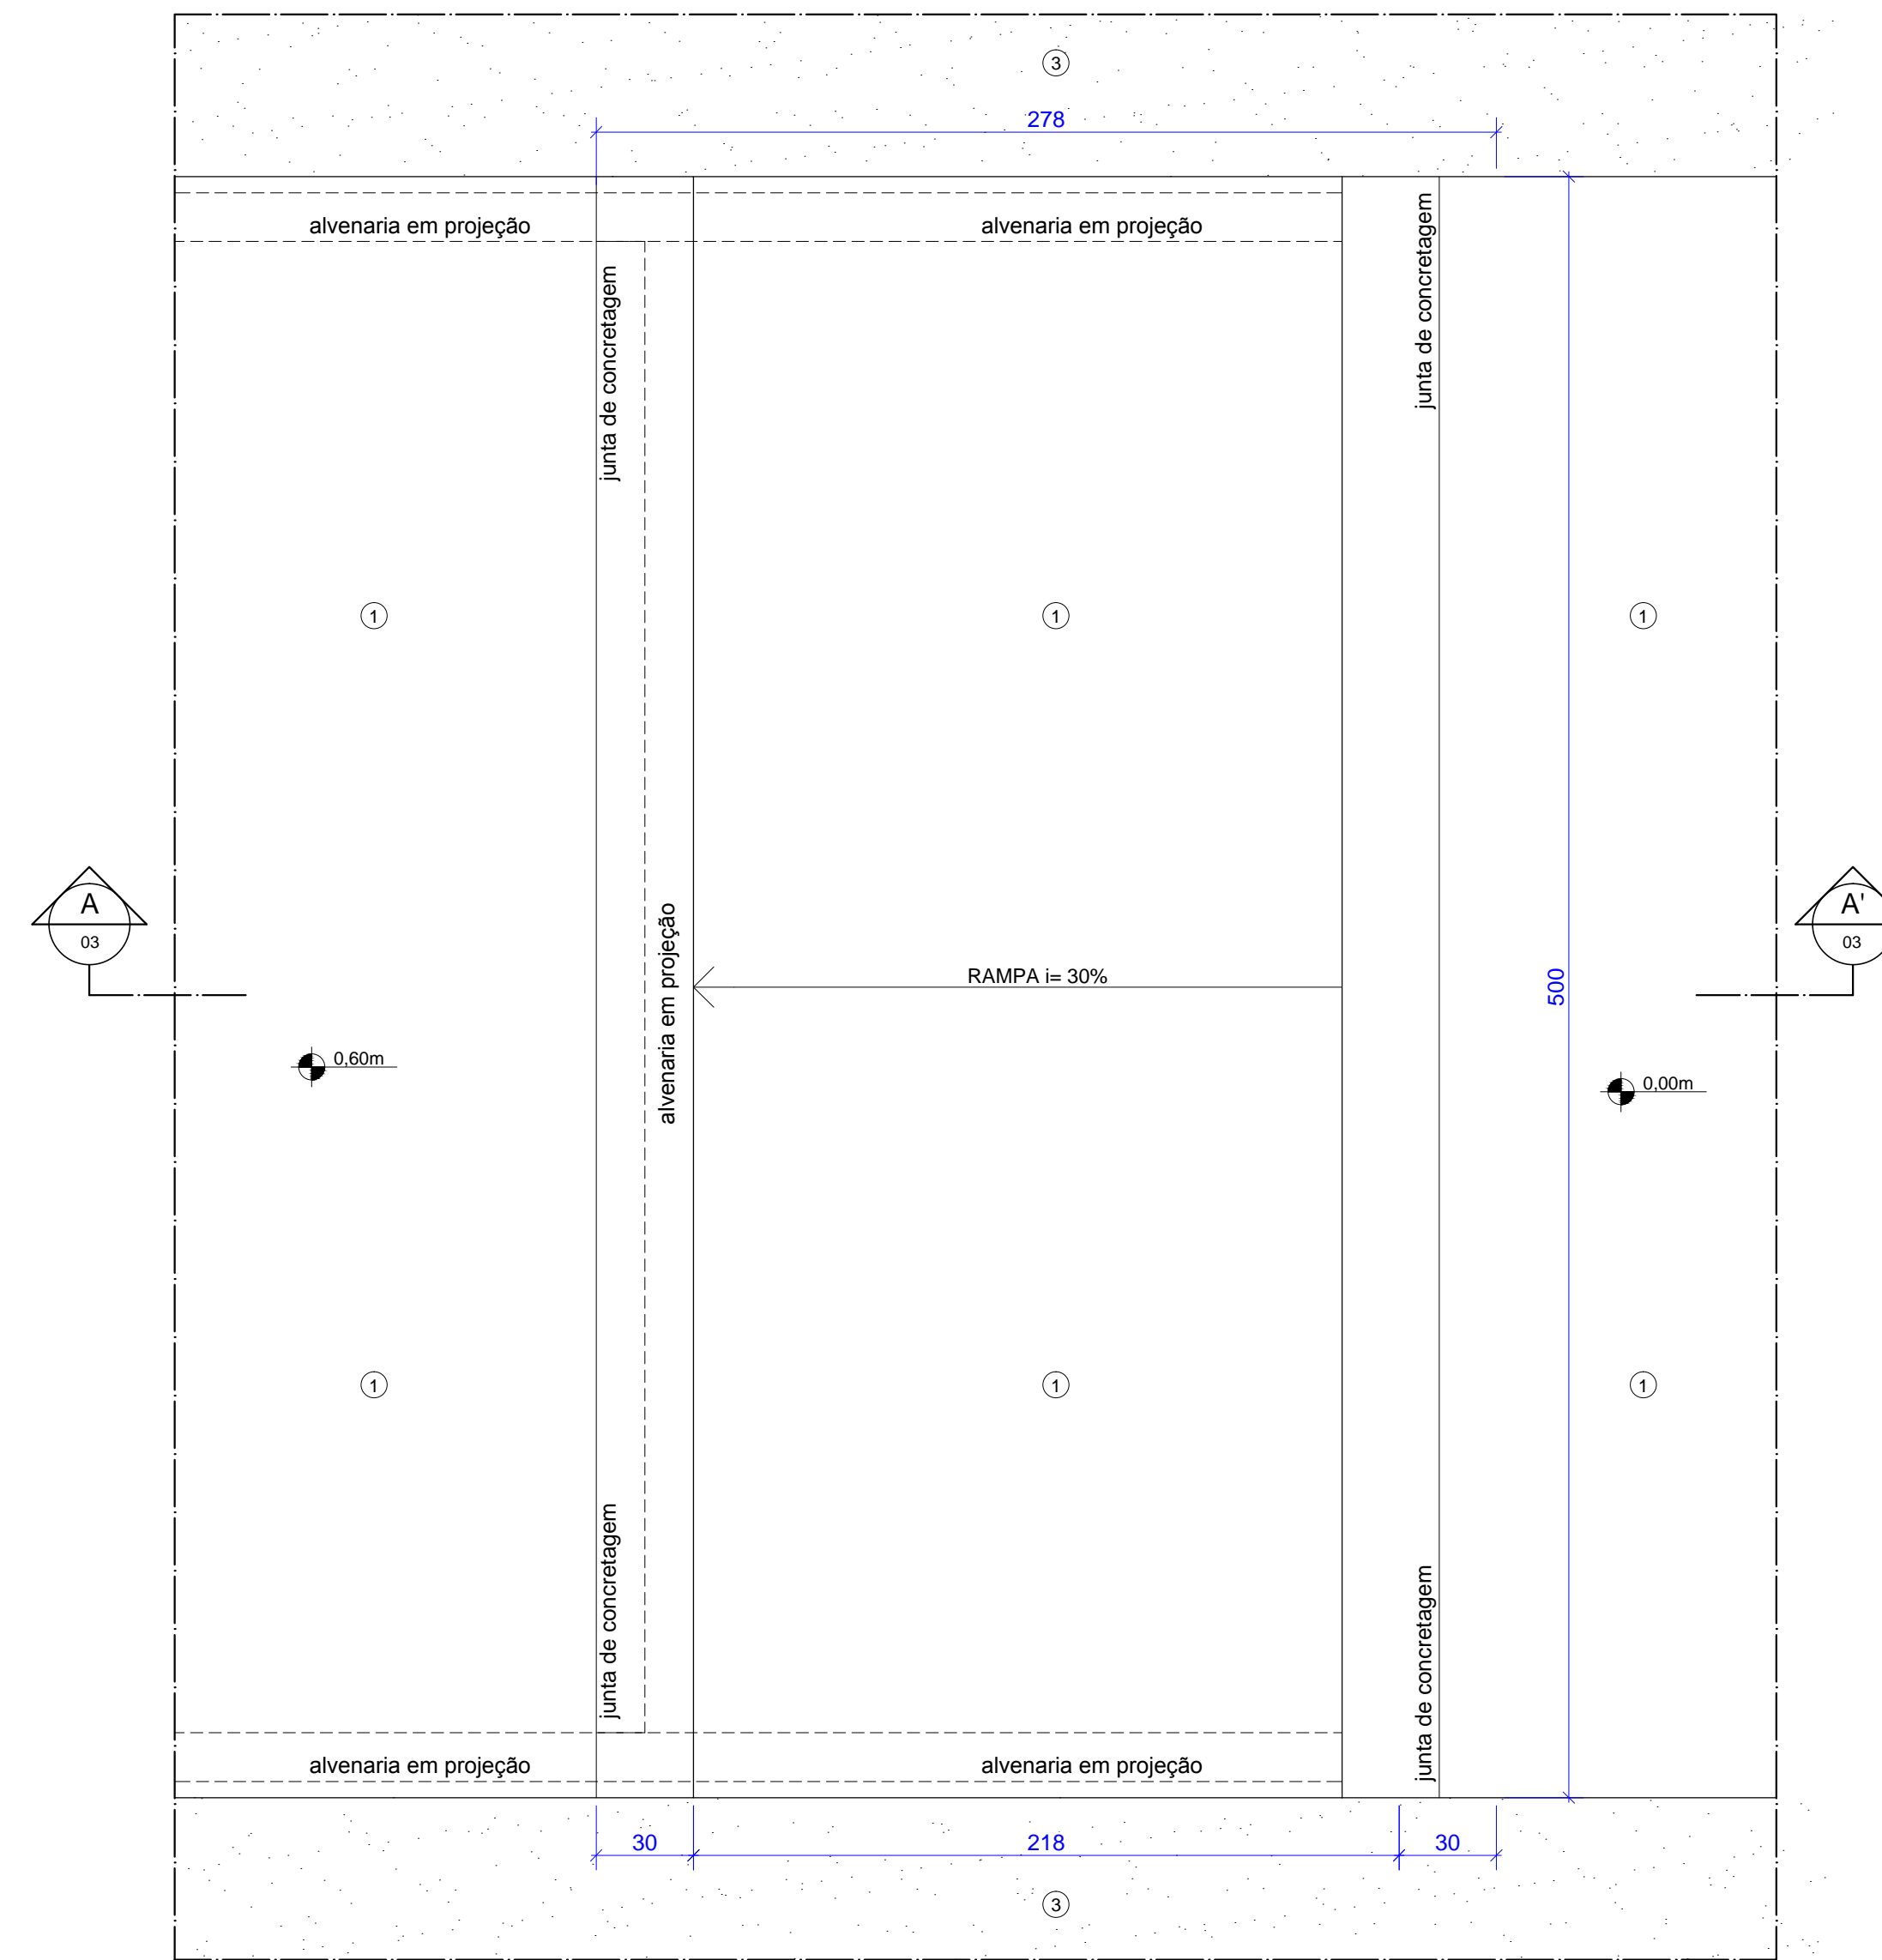 3
278
alvenaria em projeção
alvenaria em projeção
junta de concretagem
junta de concretagem
1
1
1
A
03
A'
03
alvenaria em projeção
RAMPA i= 30%
500
0,60m
0,00m
1
1
1
junta de concretagem
junta de concretagem
alvenaria em projeção
alvenaria em projeção
30
218
30
3